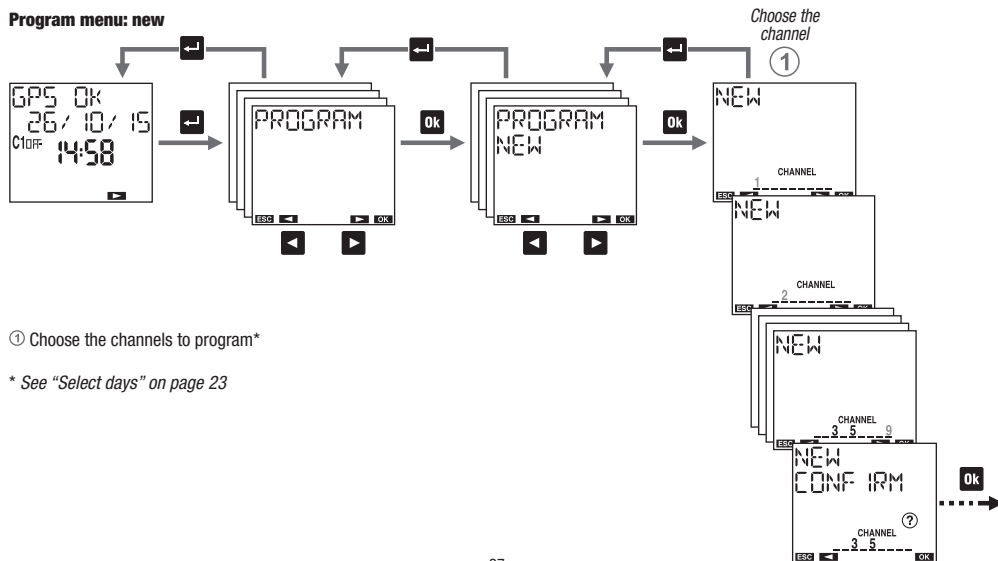 Program menu: new
Choose the
channel
1
GPS OK
26/ 10/ 15
C1 OFF 14:58
PROGRAM
ESC OK
Ok
PROGRAM
NEW
ESC OK
Ok
NEW
CHANNEL
1
ESC OK
NEW
CHANNEL
2
ESC OK
NEW
CHANNEL
3 5 9
ESC OK
NEW
CONFIRM
?
CHANNEL
3 5
ESC OK
Ok
① Choose the channels to program*
* See “Select days” on page 23